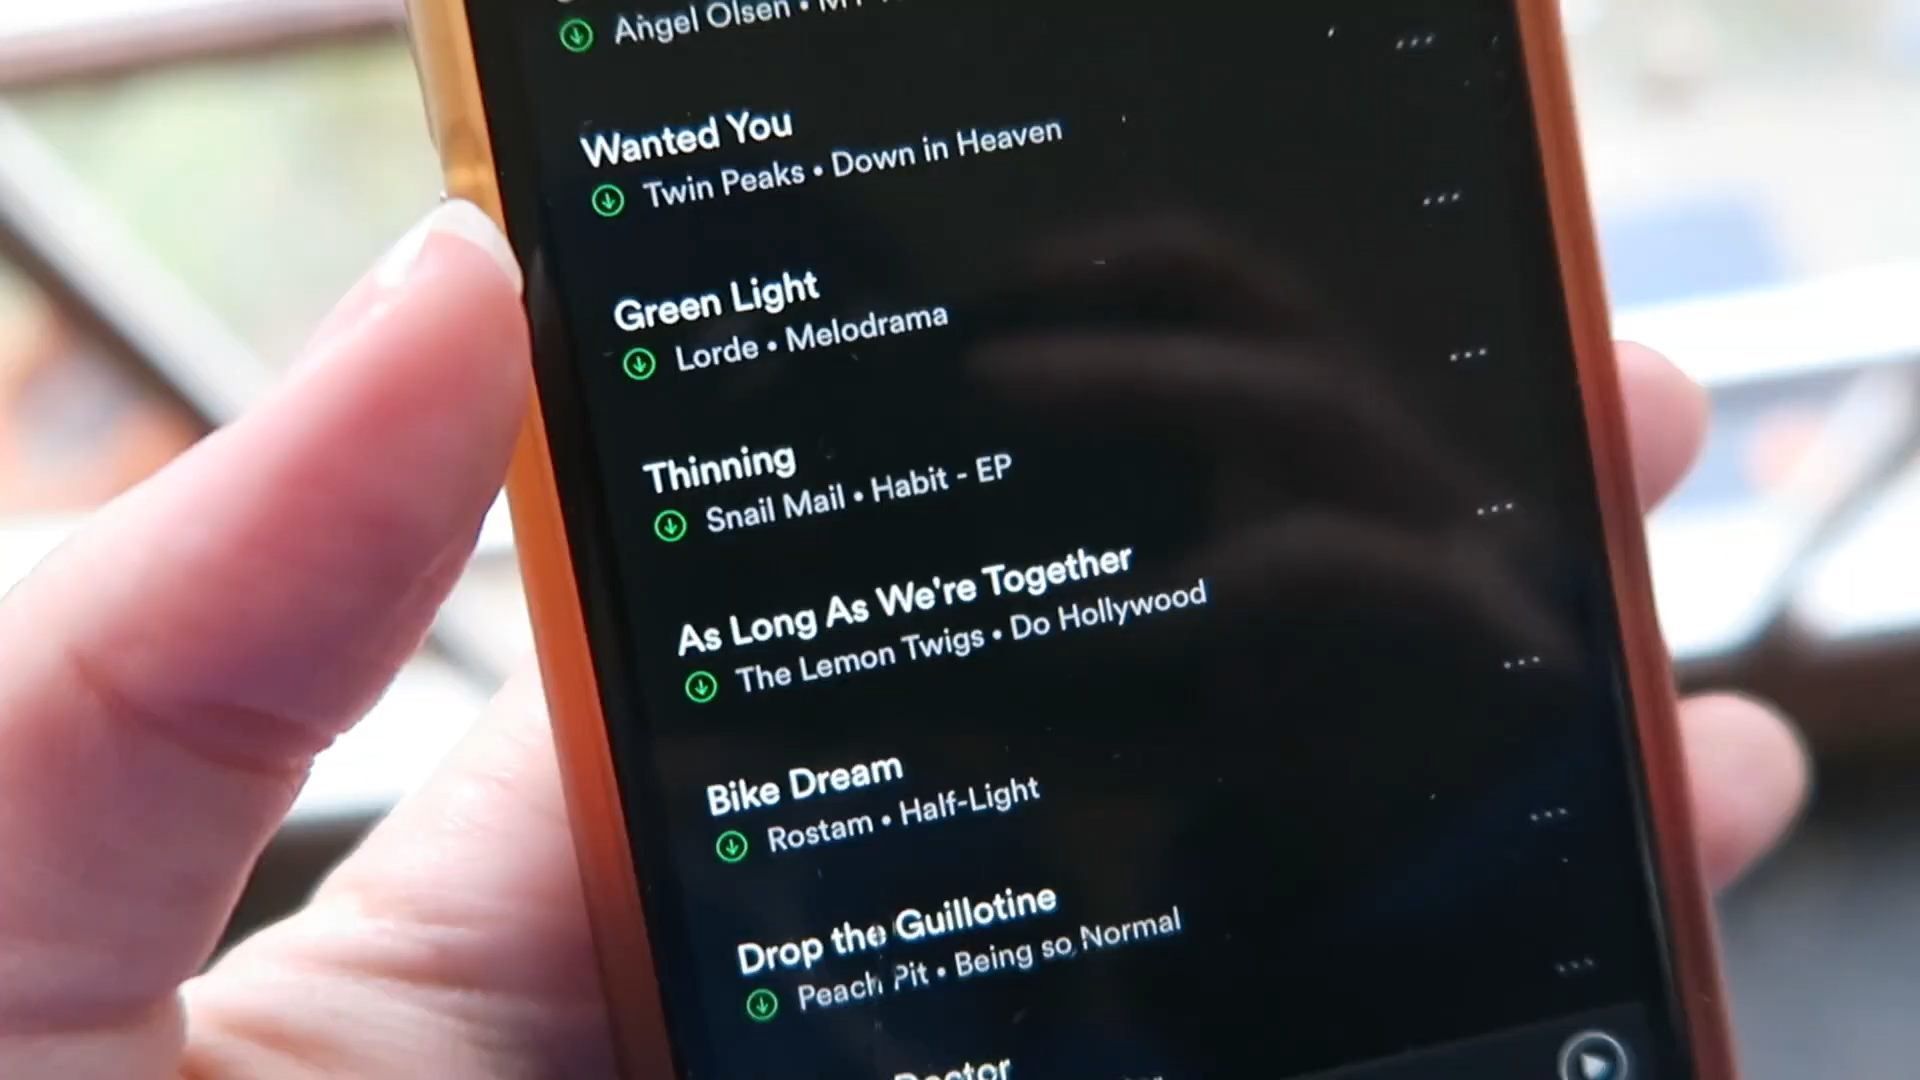 Angel Olsen •
Wanted You
Twin Peaks • Down in Heaven
Green Light
Lorde • Melodrama
Thinning
Snail Mail • Habit - EP
As Long As We're Together
The Lemon Twigs • Do Hollywood
Bike Dream
Rostam • Half-Light
Drop the Guillotine
Peach Pit • Being so Normal
Doctor